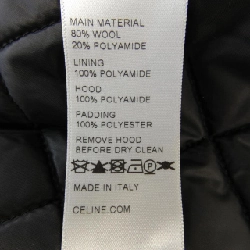 MAIN MATERIAL
80% WOOL
20% POLYAMIDE
LINING
100% POLYAMIDE
HOOD
100% POLYAMIDE
PADDING
100% POLYESTER
REMOVE HOOD
BEFORE DRY CLEAN
MADE IN ITALY
CELINE.COM